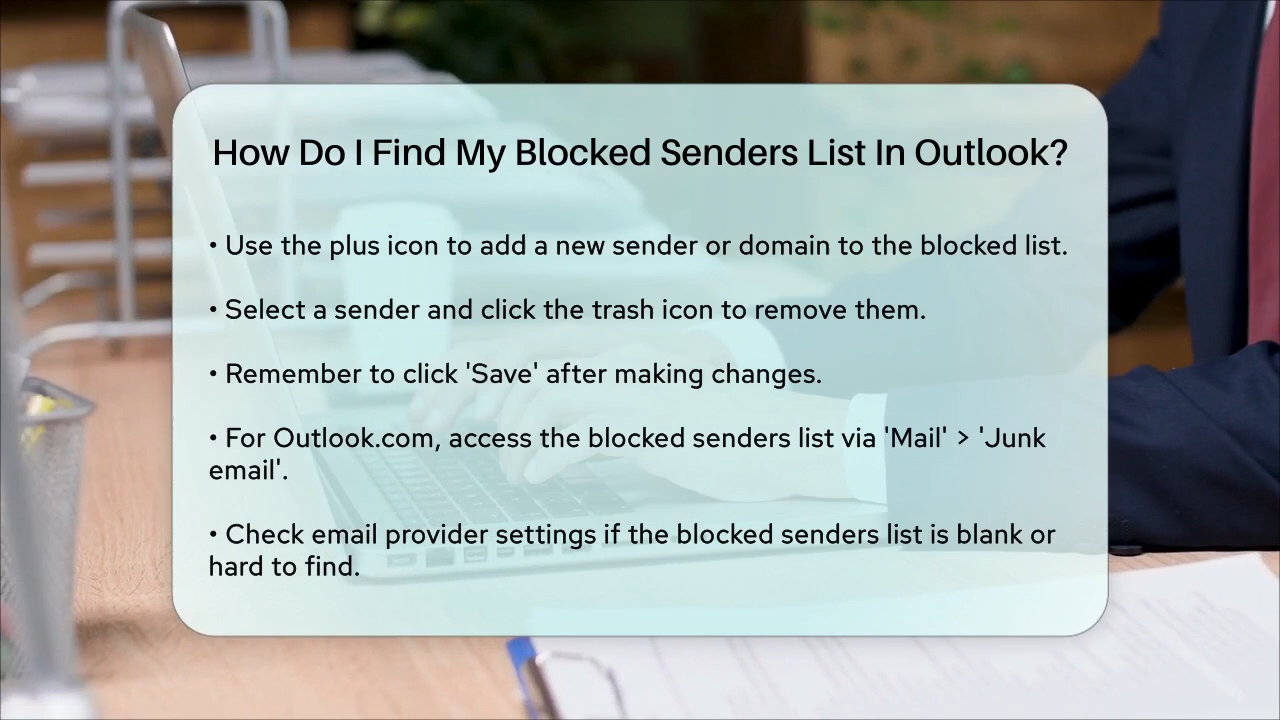 How Do I Find My Blocked Senders List In Outlook?
• Use the plus icon to add a new sender or domain to the blocked list.
• Select a sender and click the trash icon to remove them.
• Remember to click 'Save' after making changes.
• For Outlook.com, access the blocked senders list via 'Mail' > 'Junk
email'.
• Check email provider settings if the blocked senders list is blank or
hard to find.